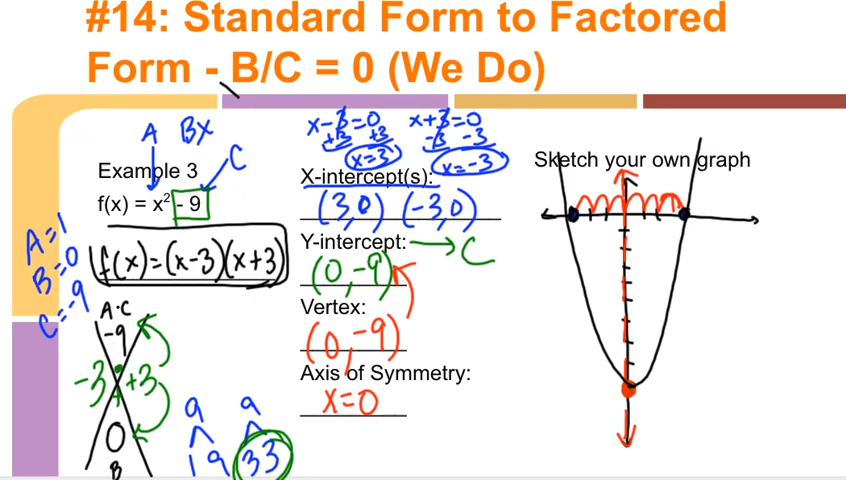 #14: Standard Form to Factored
Form - B/C = 0 (We Do)
A BX
C
Example 3
f(x) = x² - 9
f(x)=(x-3)(x+3)
A=1
B=0
C=-9
A·C
-9
-3 +3
0
B
9 9
1 9 33
x-3=0 x+3=0
+3 +3 -3 -3
x=3 x=-3
X-intercept(s):
(3,0) (-3,0)
Y-intercept: → C
(0,-9)
Vertex:
(0,-9)
Axis of Symmetry:
x=0
Sketch your own graph